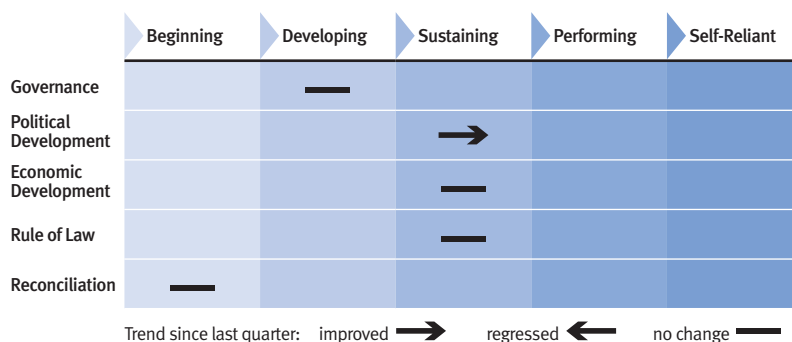 Beginning Developing Sustaining Performing Self-Reliant
Governance
Political
Development
Economic
Development
Rule of Law
Reconciliation
Trend since last quarter: improved regressed no change